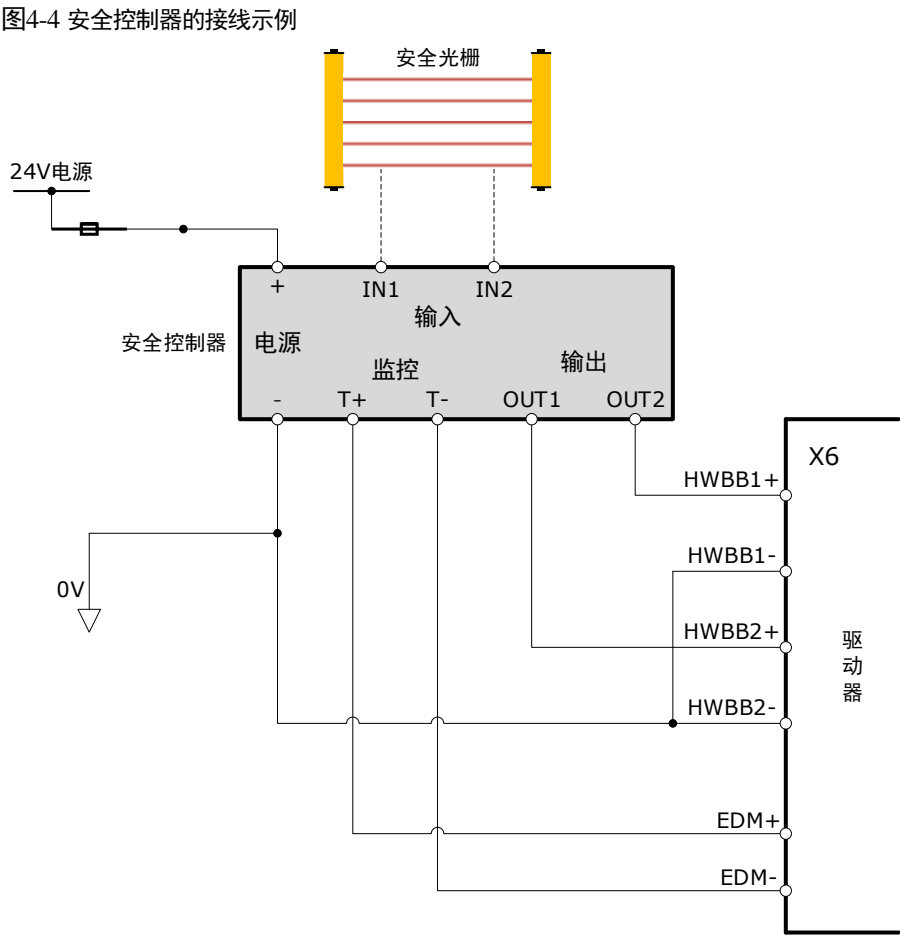 图4-4 安全控制器的接线示例
安全光栅
24V电源
+
IN1
IN2
输入
安全控制器
电源
监控
输出
-
T+
T-
OUT1
OUT2
X6
HWBB1+
HWBB1-
0V
HWBB2+
驱
动
器
HWBB2-
EDM+
EDM-